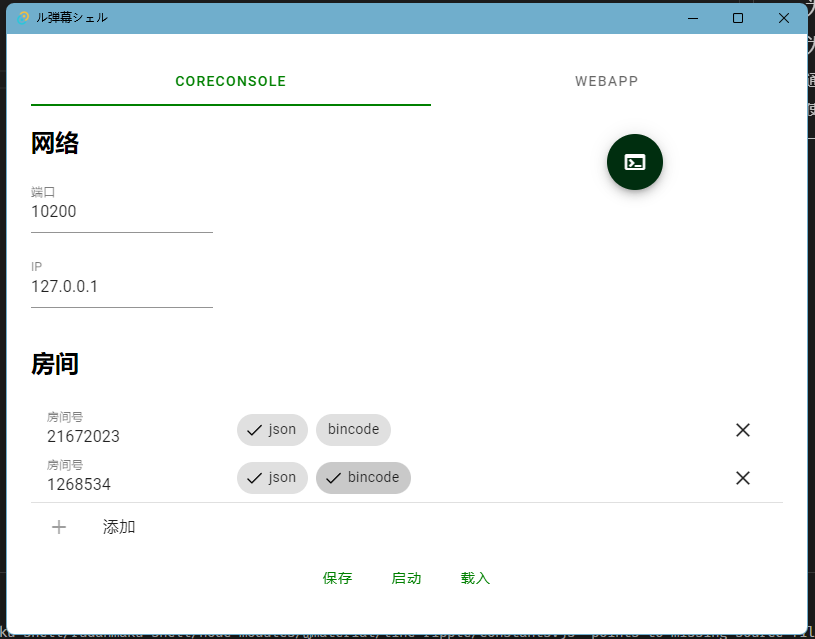 ル弾幕シェル
CORECONSOLE
WEBAPP
网络
端口
10200
IP
127.0.0.1
房间
房间号
21672023
json
bincode
房间号
1268534
json
bincode
添加
保存
启动
载入